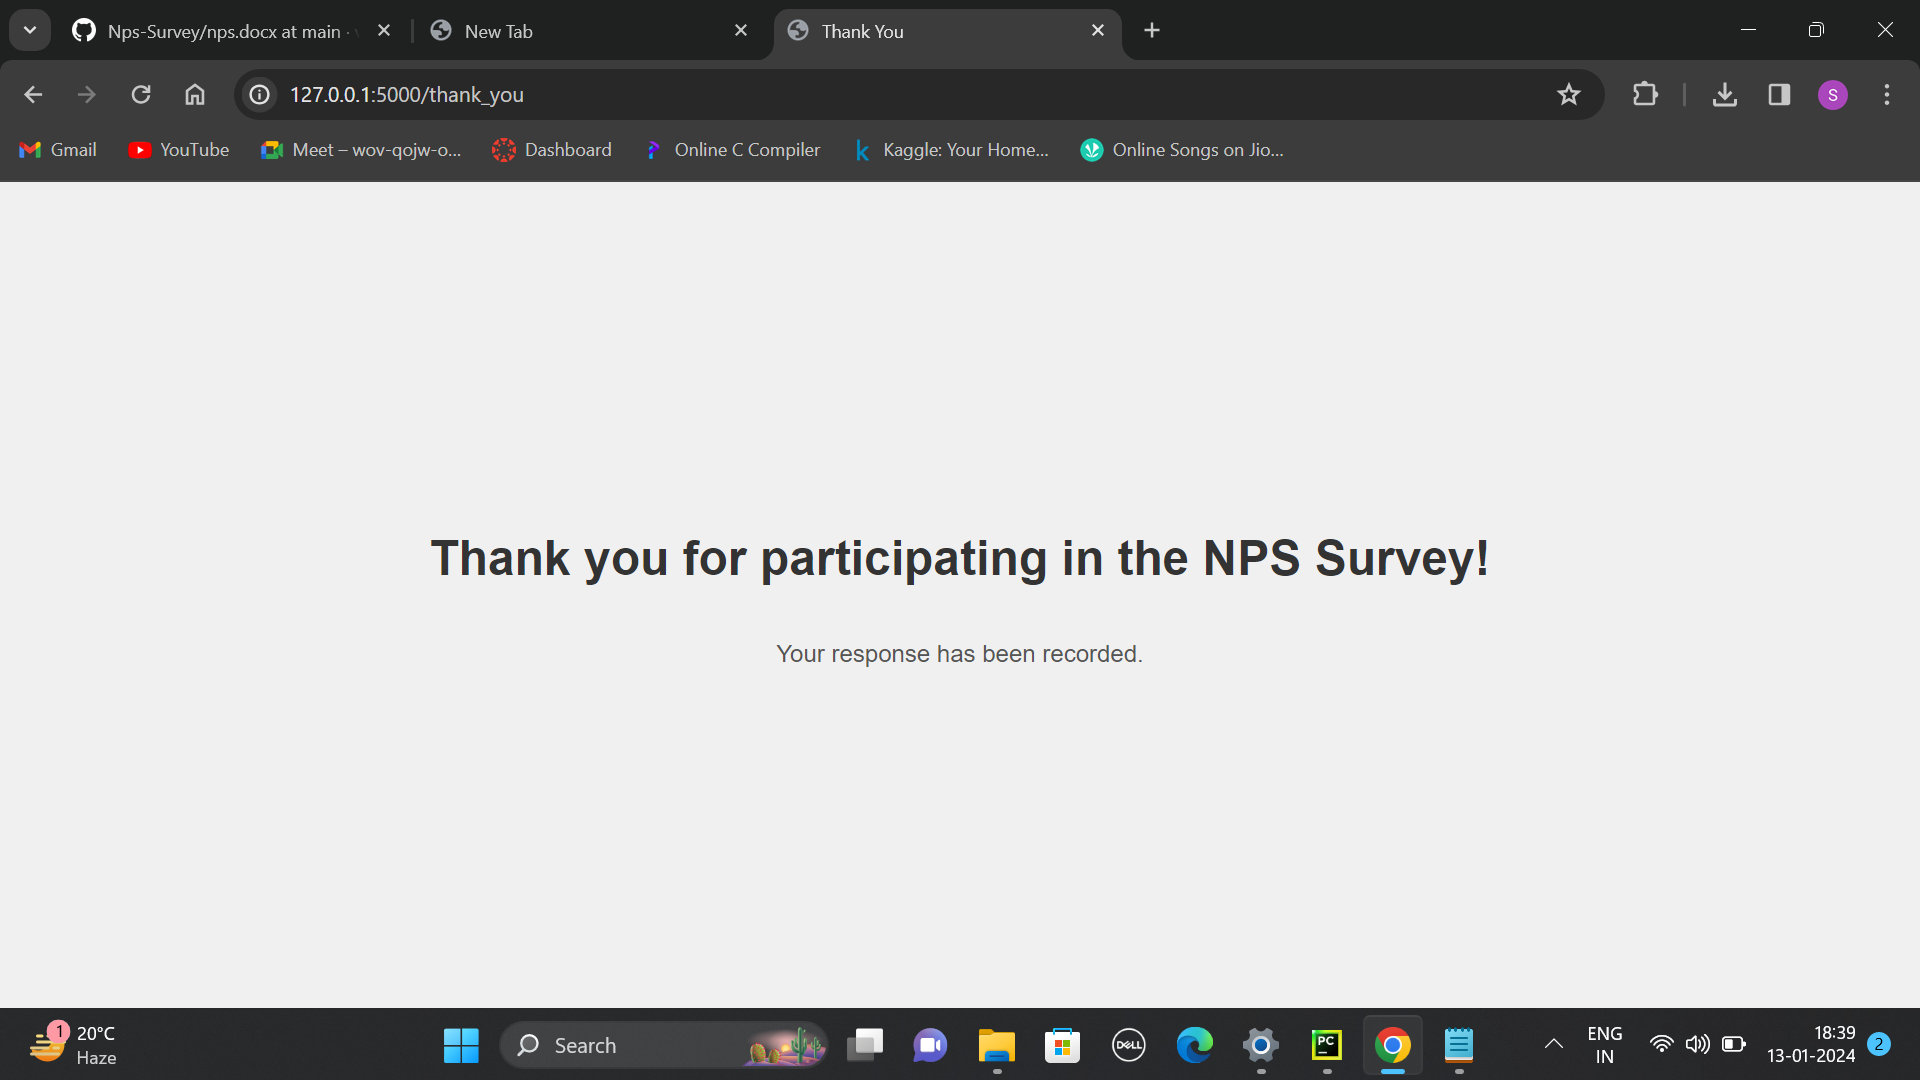 Nps-Survey/nps.docx at main ·
New Tab
Thank You
127.0.0.1:5000/thank_you
S
Gmail
YouTube
Meet – wov-qojw-o...
Dashboard
Online C Compiler
Kaggle: Your Home...
Online Songs on Jio...
Thank you for participating in the NPS Survey!
Your response has been recorded.
1
20°C
Haze
Search
DELL
PC
ENG
IN
18:39
13-01-2024
2